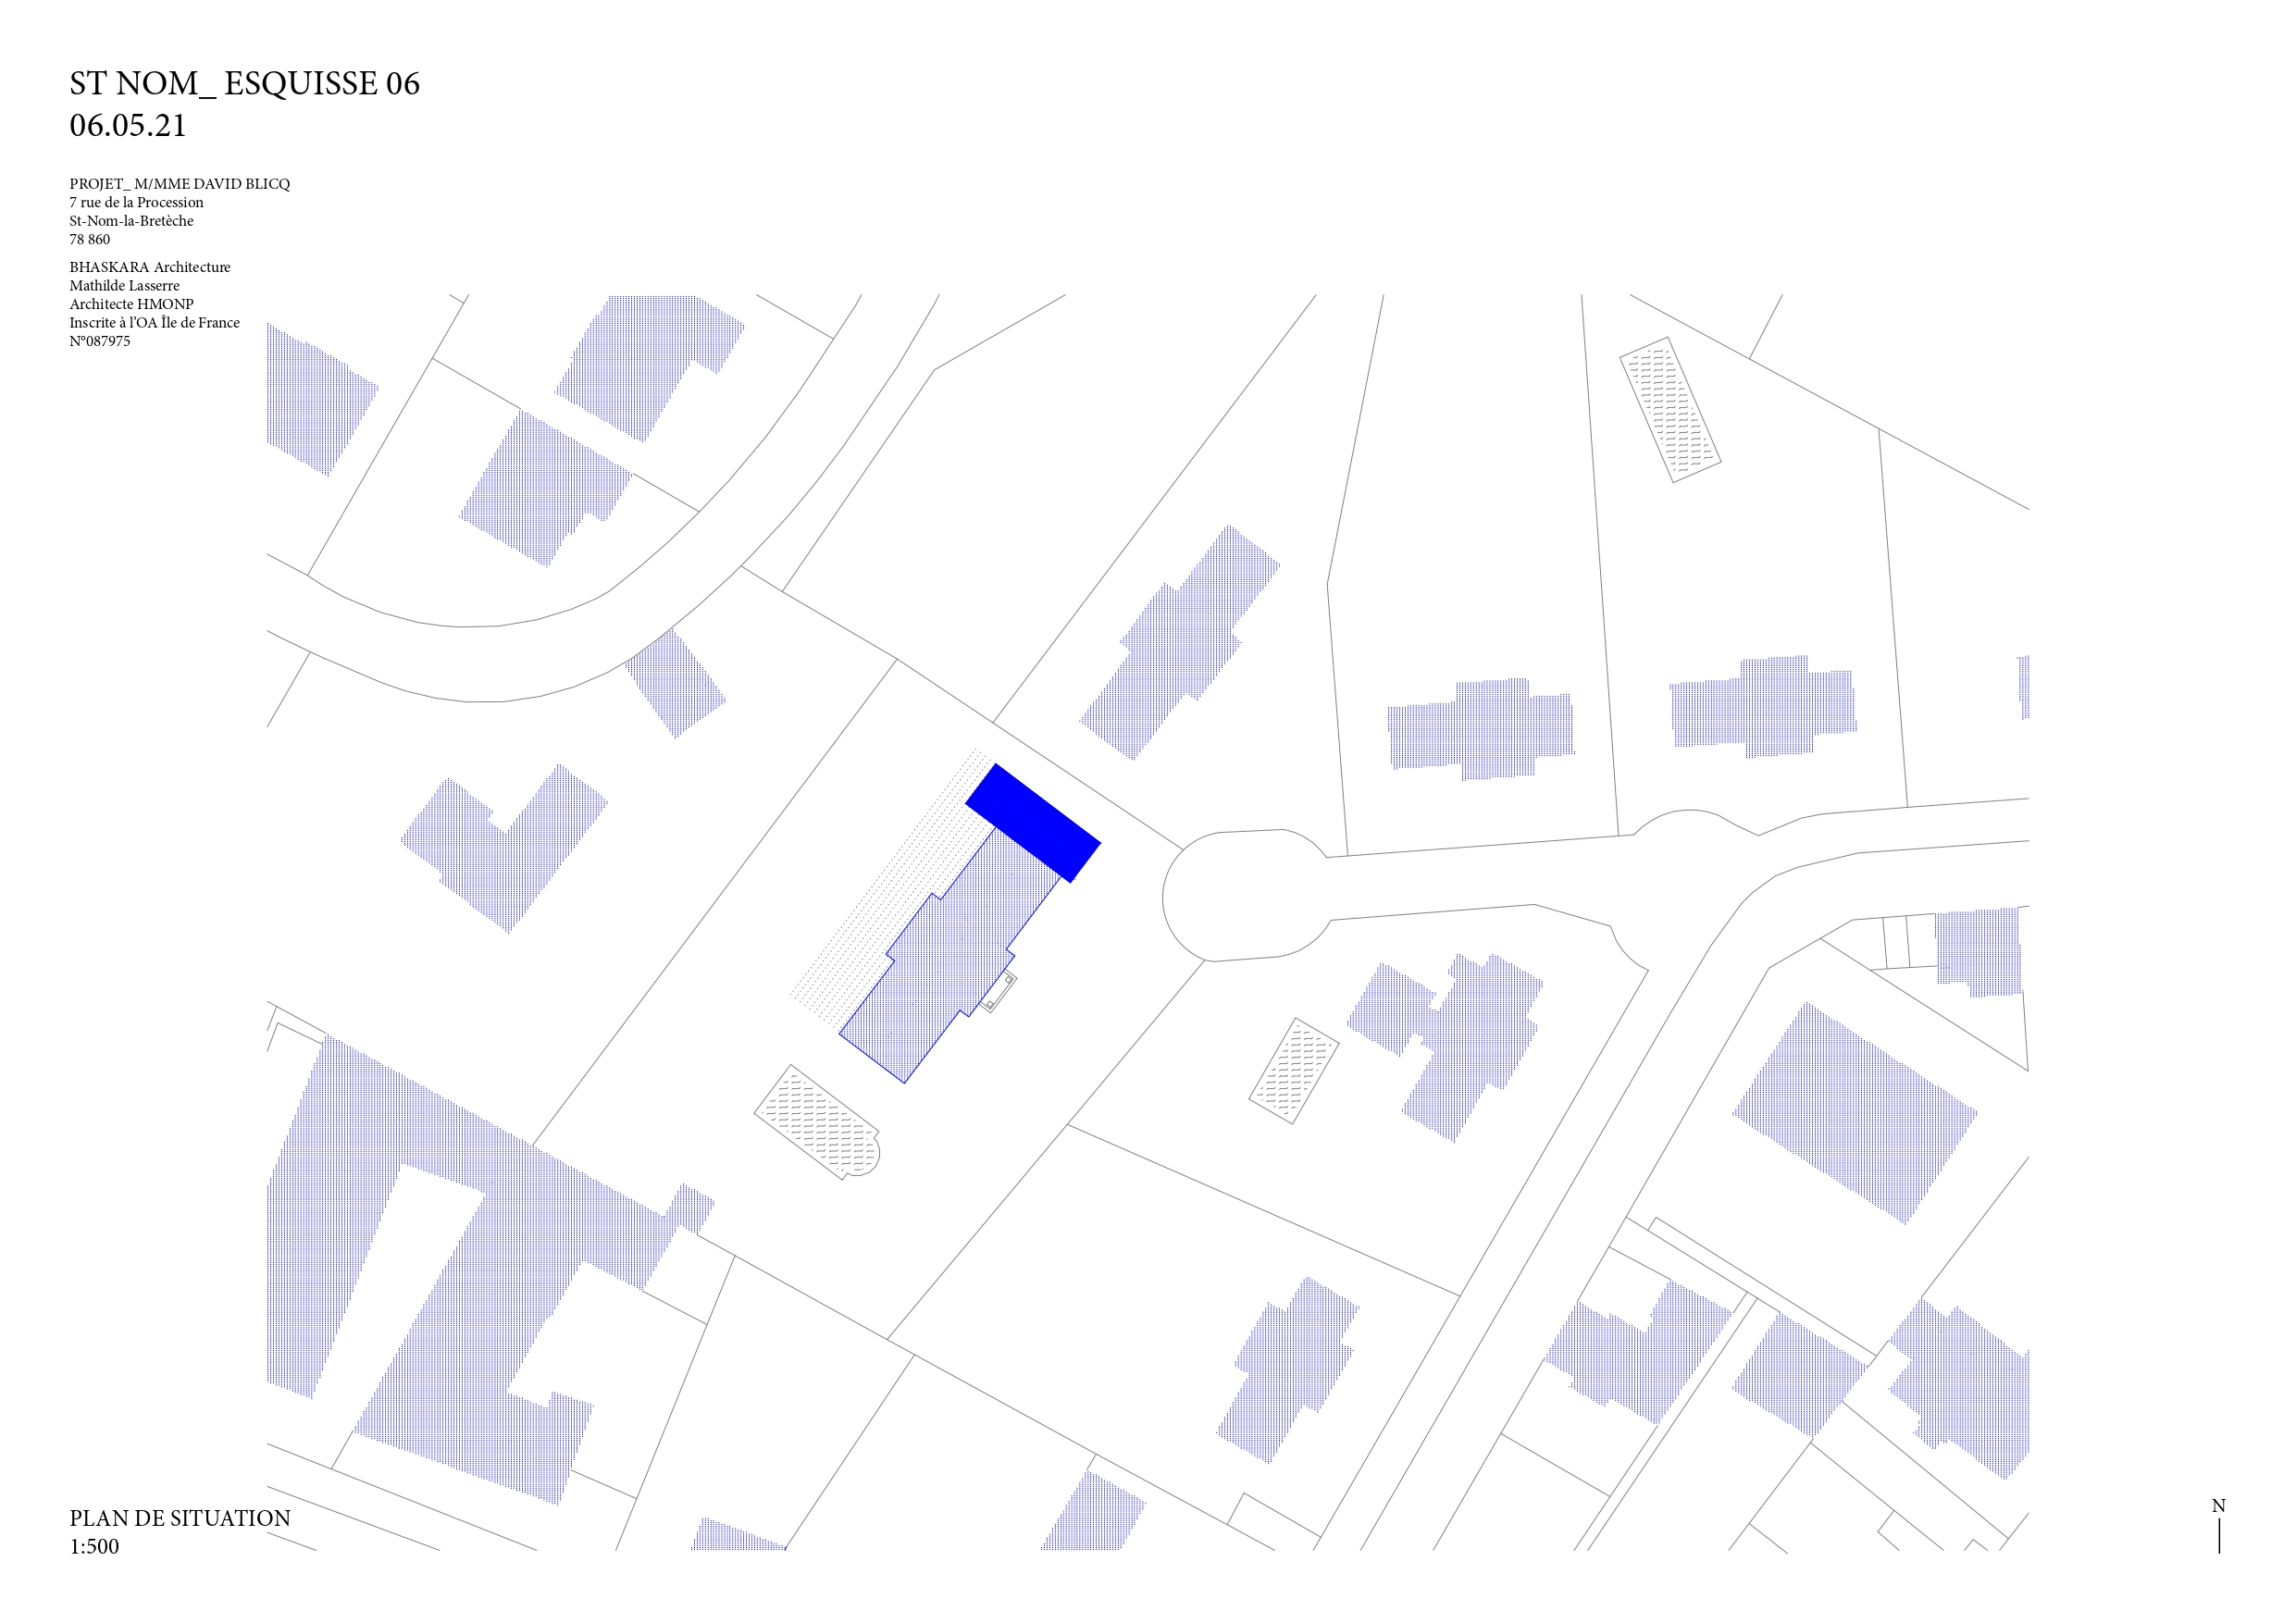 ST NOM_ ESQUISSE 06
06.05.21
PROJET_ M/MME DAVID BLICQ
7 rue de la Procession
St-Nom-la-Bretèche
78 860
BHASKARA Architecture
Mathilde Lasserre
Architecte HMONP
Inscrite à l'OA Île de France
N°087975
PLAN DE SITUATION
1:500
N